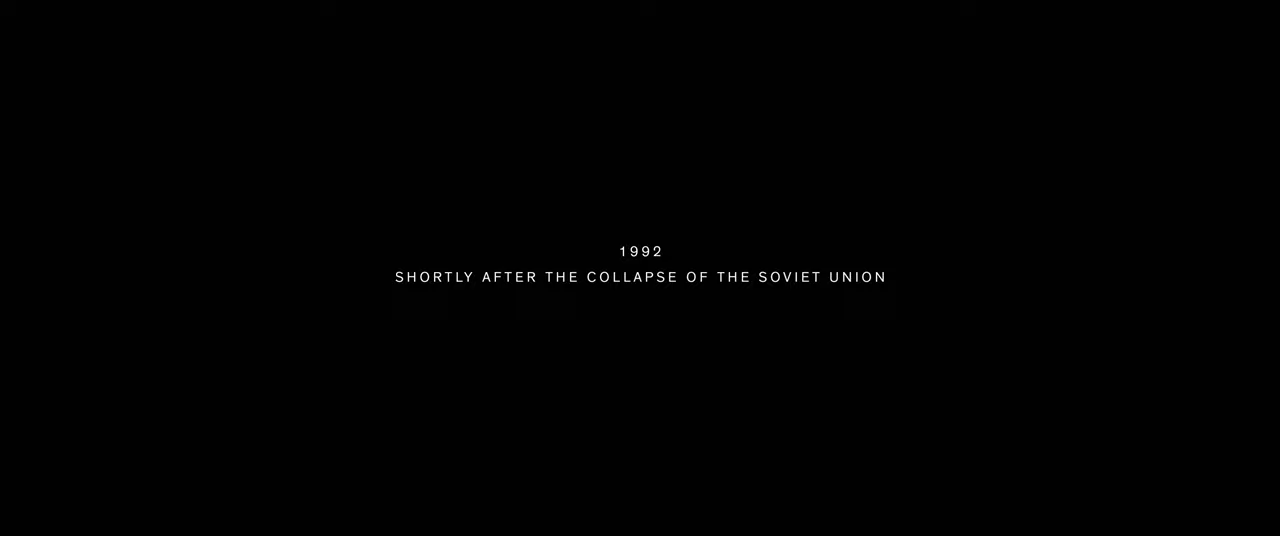 1992
SHORTLY AFTER THE COLLAPSE OF THE SOVIET UNION